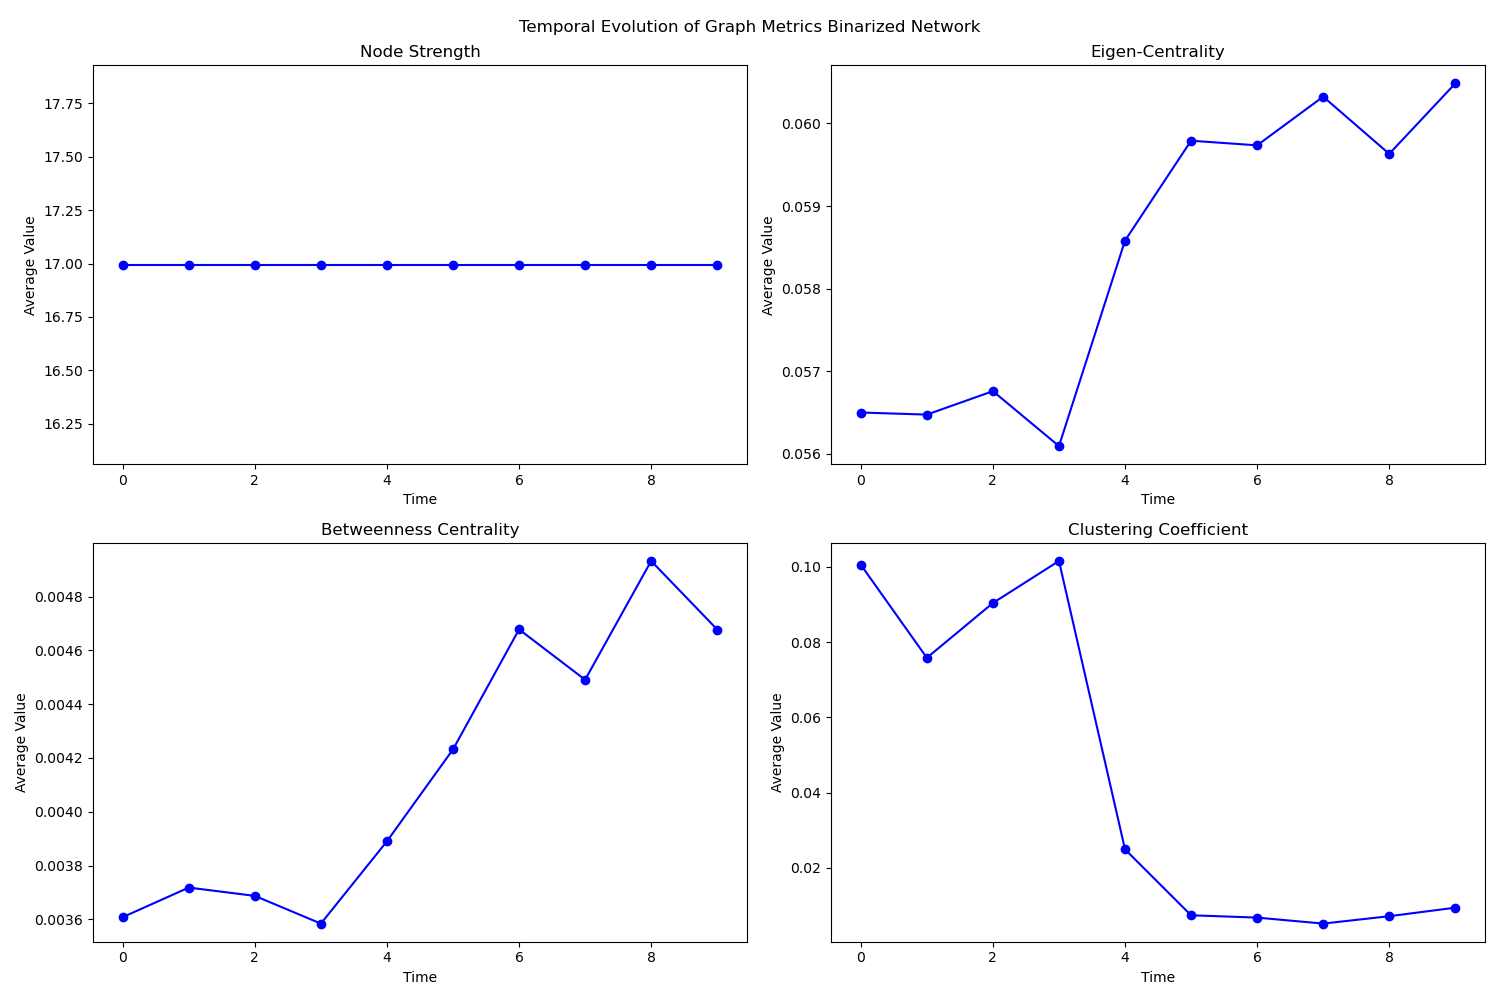 Temporal Evolution of Graph Metrics Binarized Network
Node Strength
17.75
17.50
17.25
17.00
16.75
16.50
16.25
Average Value
0 2 4 6 8
Time
Eigen-Centrality
0.060
0.059
0.058
0.057
0.056
Average Value
0 2 4 6 8
Time
Betweenness Centrality
0.0048
0.0046
0.0044
0.0042
0.0040
0.0038
0.0036
Average Value
0 2 4 6 8
Time
Clustering Coefficient
0.10
0.08
0.06
0.04
0.02
Average Value
0 2 4 6 8
Time